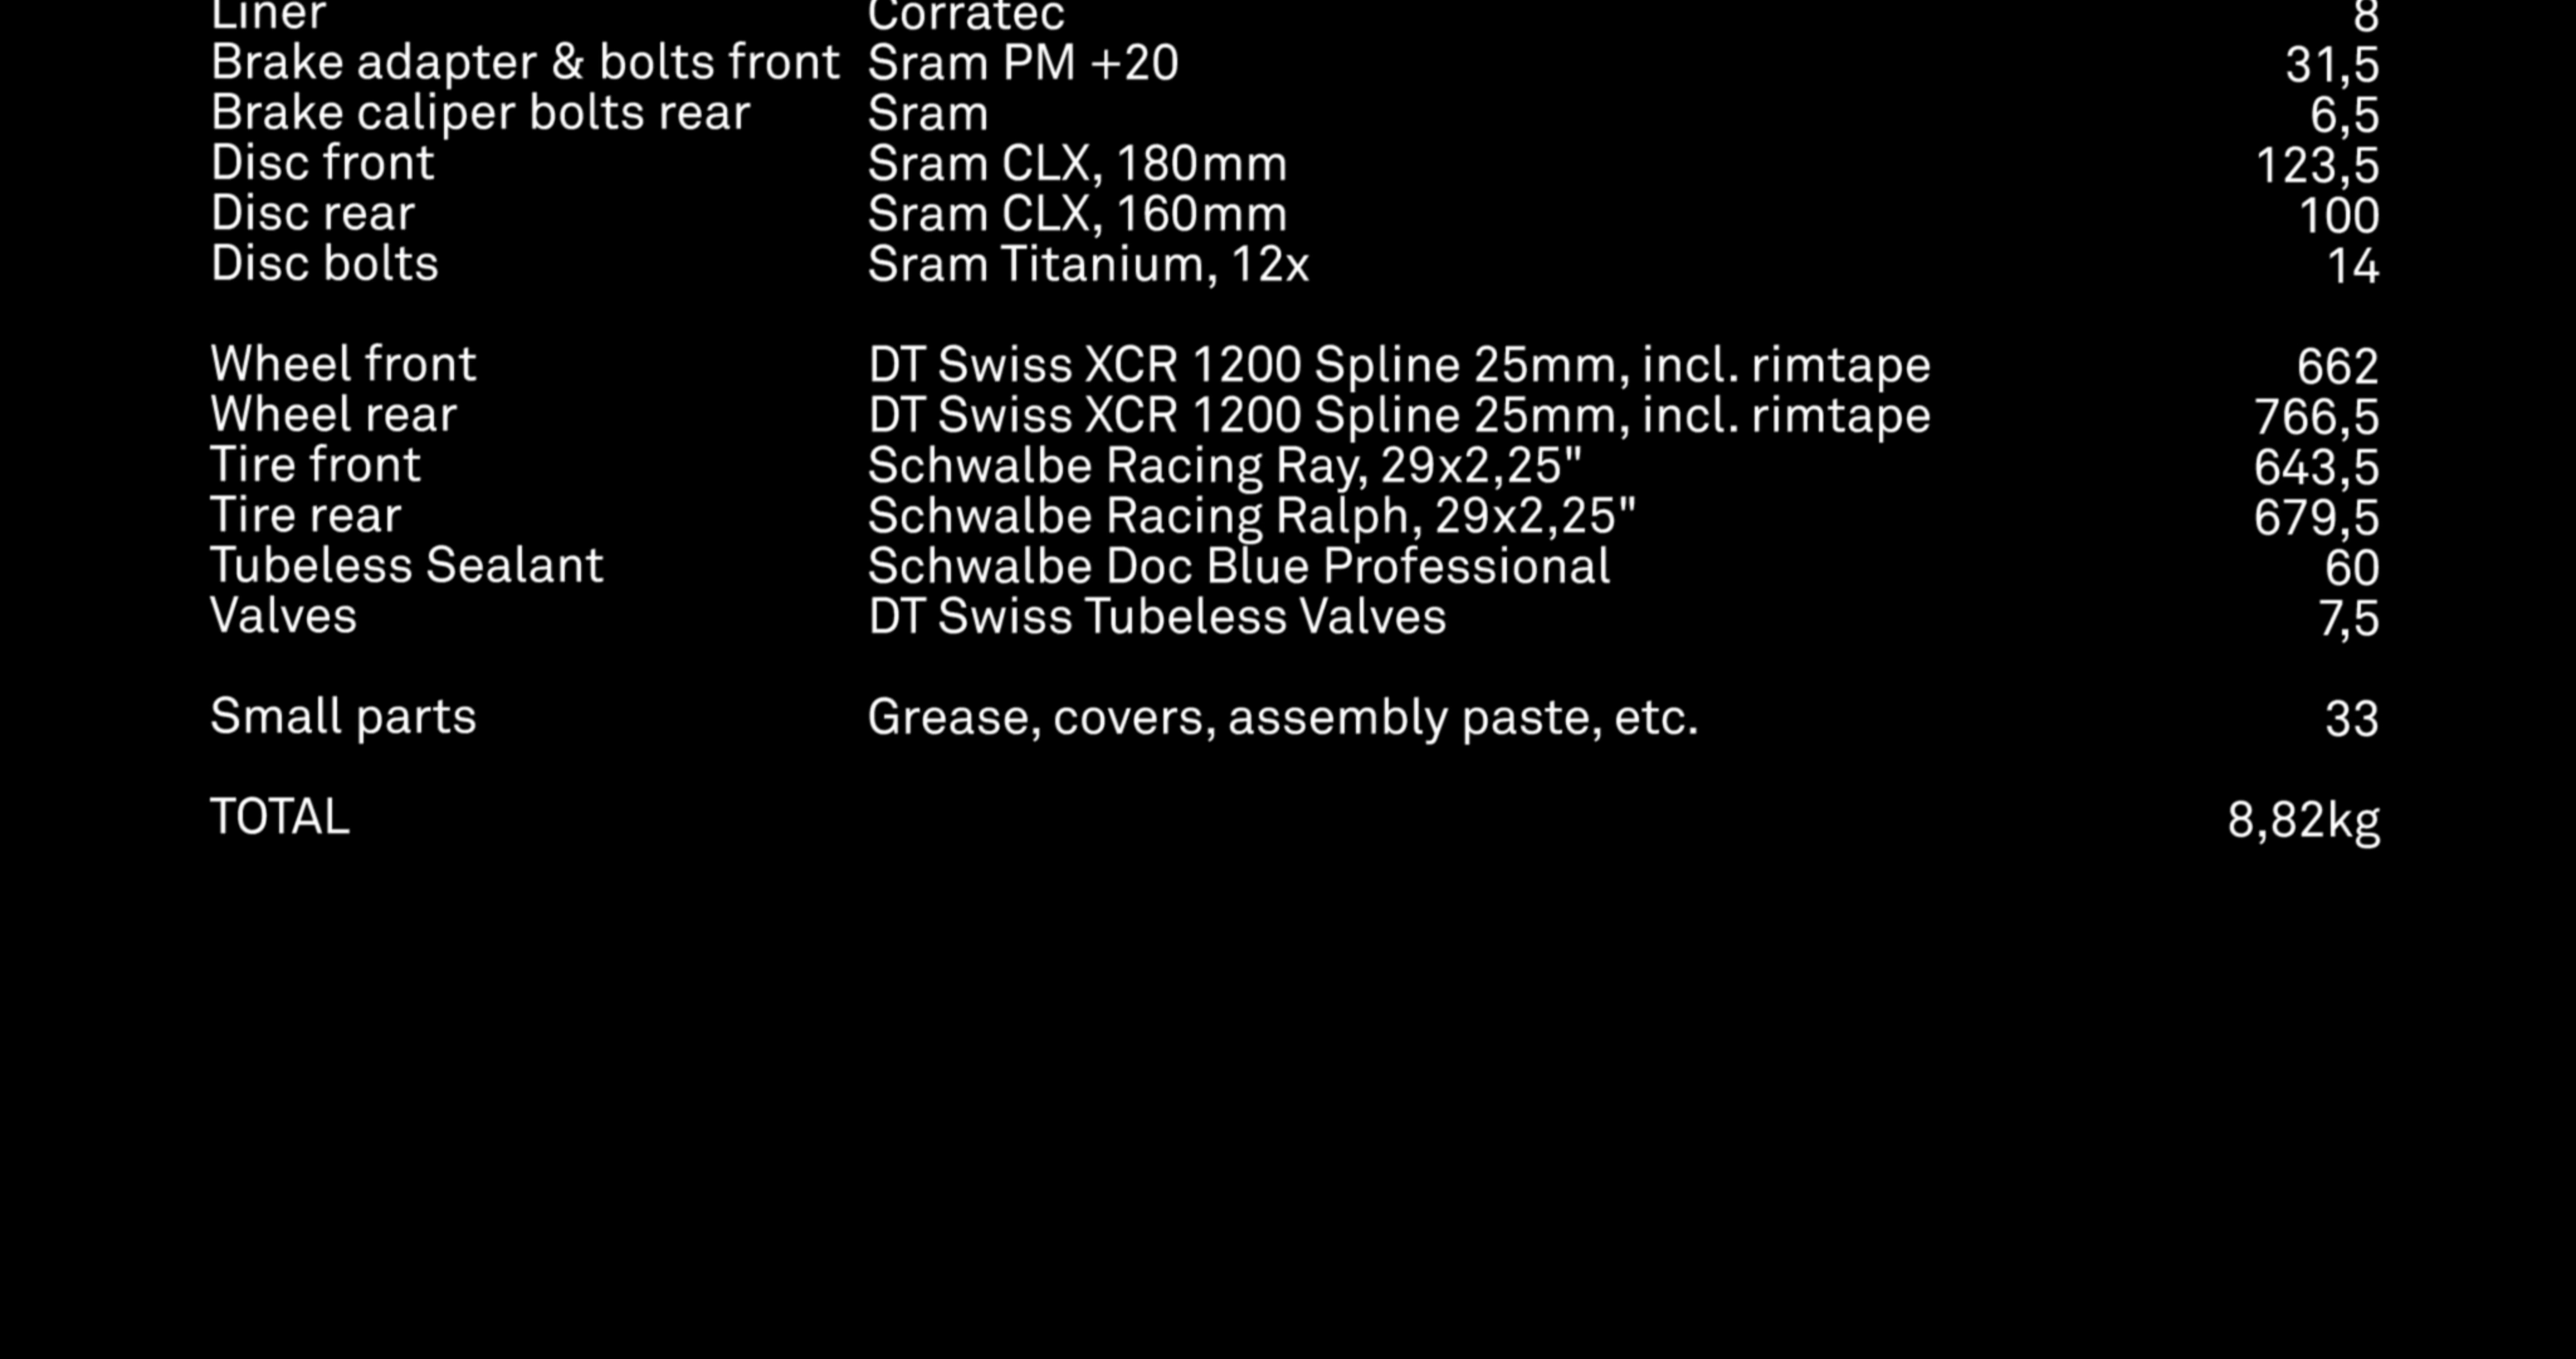 Liner Corratec 8
Brake adapter & bolts front Sram PM +20 31,5
Brake caliper bolts rear Sram 6,5
Disc front Sram CLX, 180mm 123,5
Disc rear Sram CLX, 160mm 100
Disc bolts Sram Titanium, 12x 14
Wheel front DT Swiss XCR 1200 Spline 25mm, incl. rimtape 662
Wheel rear DT Swiss XCR 1200 Spline 25mm, incl. rimtape 766,5
Tire front Schwalbe Racing Ray, 29x2,25" 643,5
Tire rear Schwalbe Racing Ralph, 29x2,25" 679,5
Tubeless Sealant Schwalbe Doc Blue Professional 60
Valves DT Swiss Tubeless Valves 7,5
Small parts Grease, covers, assembly paste, etc. 33
TOTAL 8,82kg